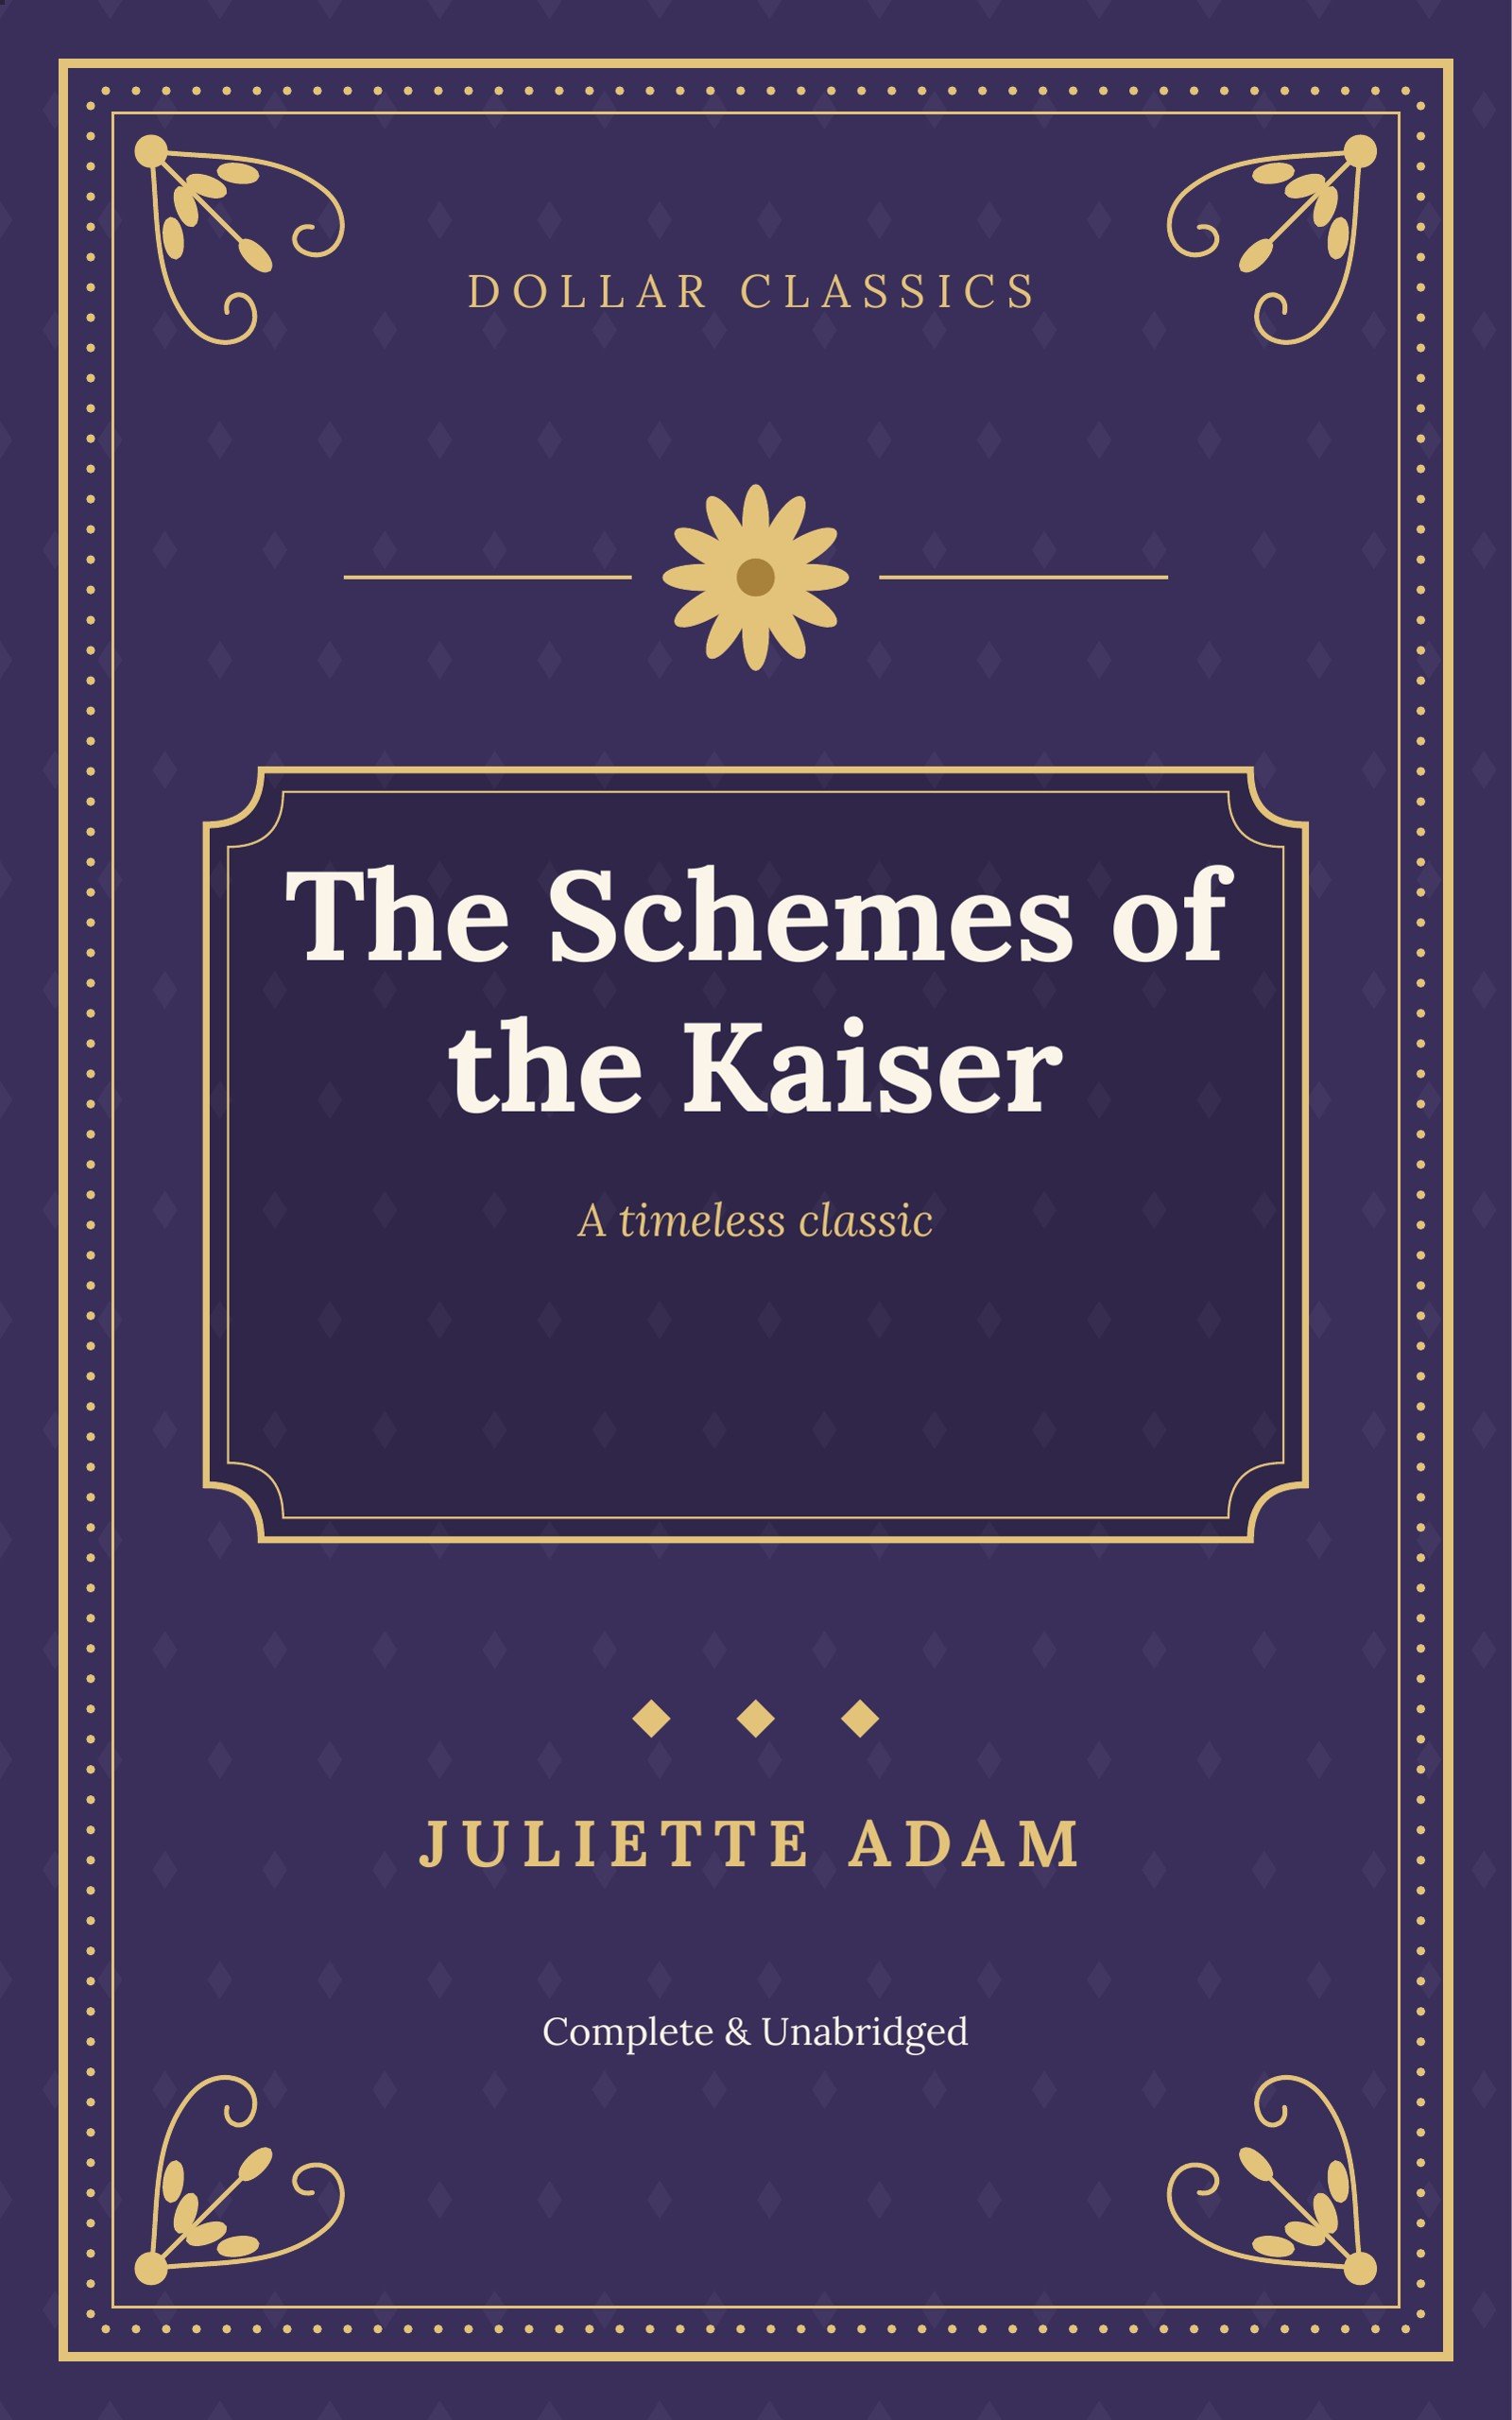 DOLLAR CLASSICS
The Schemes of
the Kaiser
A timeless classic
JULIETTE ADAM
Complete & Unabridged